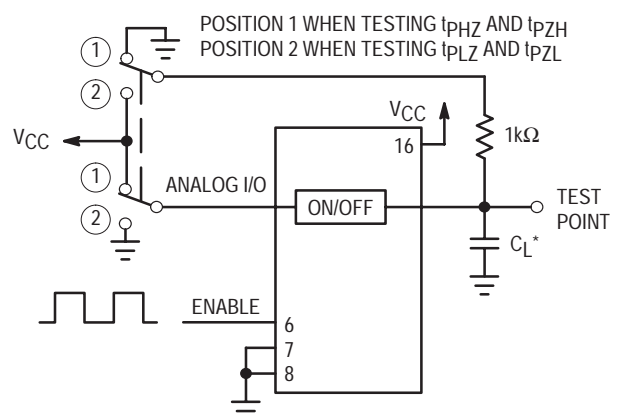 POSITION 1 WHEN TESTING tPHZ AND tPZH
POSITION 2 WHEN TESTING tPLZ AND tPZL
1
2
VCC
VCC
16
1kΩ
1
2
ANALOG I/O
ON/OFF
TEST
POINT
CL*
ENABLE
6
7
8